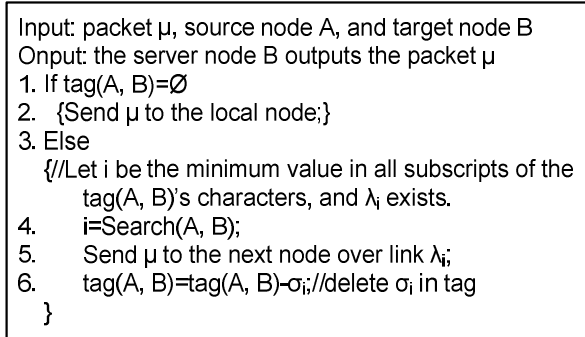 Input: packet μ, source node A, and target node B
Onput: the server node B outputs the packet μ
1. If tag(A, B)=Ø
2. {Send μ to the local node;}
3. Else
{//Let i be the minimum value in all subscripts of the
tag(A, B)'s characters, and λi exists.
4. i=Search(A, B);
5. Send μ to the next node over link λi;
6. tag(A, B)=tag(A, B)-σi;//delete σi in tag
}